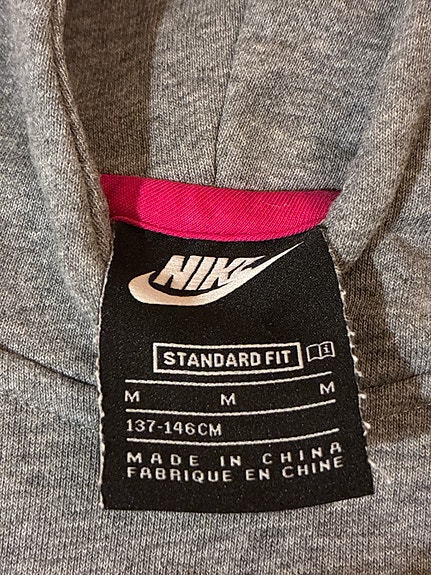 NIKE
STANDARD FIT
M M M
137-146CM
MADE IN CHINA
FABRIQUE EN CHINE